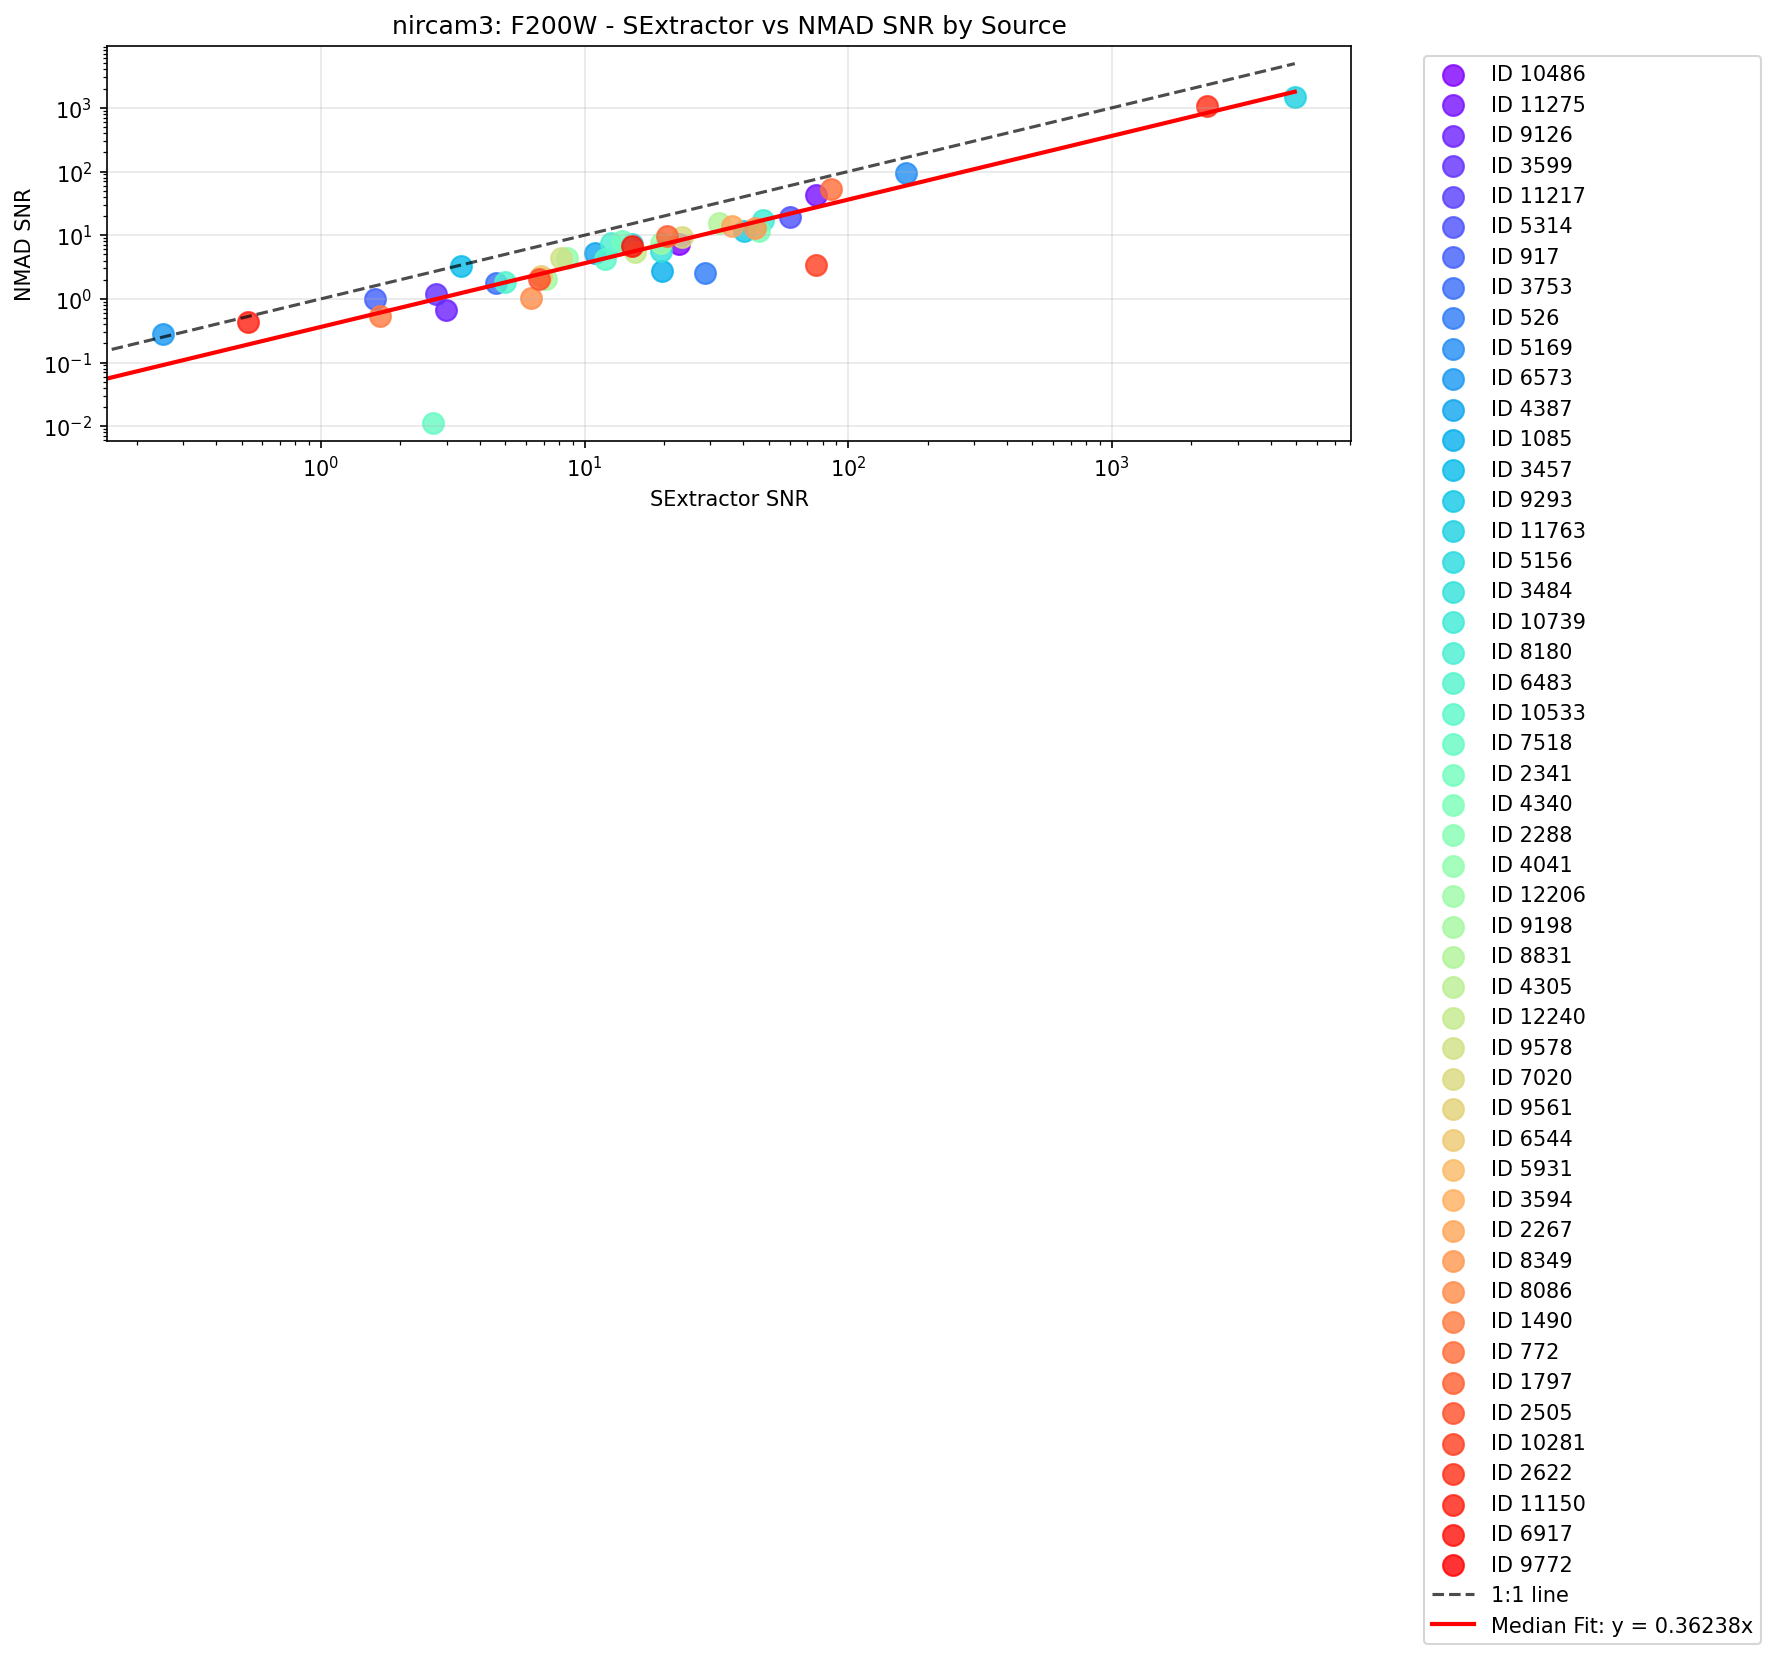 nircam3: F200W - SExtractor vs NMAD SNR by Source
NMAD SNR
10³
10²
10¹
10⁰
10⁻¹
10⁻²
10⁰ 10¹ 10² 10³
SExtractor SNR
ID 10486
ID 11275
ID 9126
ID 3599
ID 11217
ID 5314
ID 917
ID 3753
ID 526
ID 5169
ID 6573
ID 4387
ID 1085
ID 3457
ID 9293
ID 11763
ID 5156
ID 3484
ID 10739
ID 8180
ID 6483
ID 10533
ID 7518
ID 2341
ID 4340
ID 2288
ID 4041
ID 12206
ID 9198
ID 8831
ID 4305
ID 12240
ID 9578
ID 7020
ID 9561
ID 6544
ID 5931
ID 3594
ID 2267
ID 8349
ID 8086
ID 1490
ID 772
ID 1797
ID 2505
ID 10281
ID 2622
ID 11150
ID 6917
ID 9772
1:1 line
Median Fit: y = 0.36238x